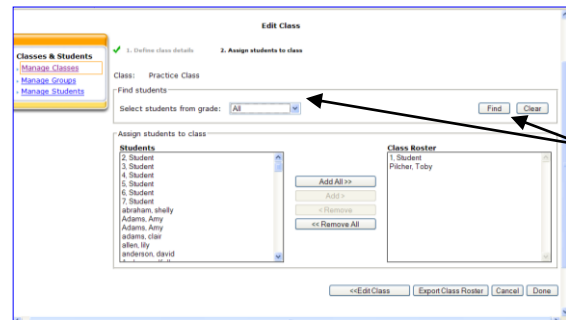 Edit Class
Classes & Students
Manage Classes
Manage Groups
Manage Students
1. Define class details 2. Assign students to class
Class: Practice Class
Find students
Select students from grade: All
Find Clear
Assign students to class
Students
2, Student
3, Student
4, Student
5, Student
6, Student
7, Student
abraham, shelly
Adams, Amy
Adams, Amy
adams, clair
allen, lily
anderson, david
Add All >>
Add >
< Remove
<< Remove All
Class Roster
1, Student
Pilcher, Toby
<<Edit Class Export Class Roster Cancel Done